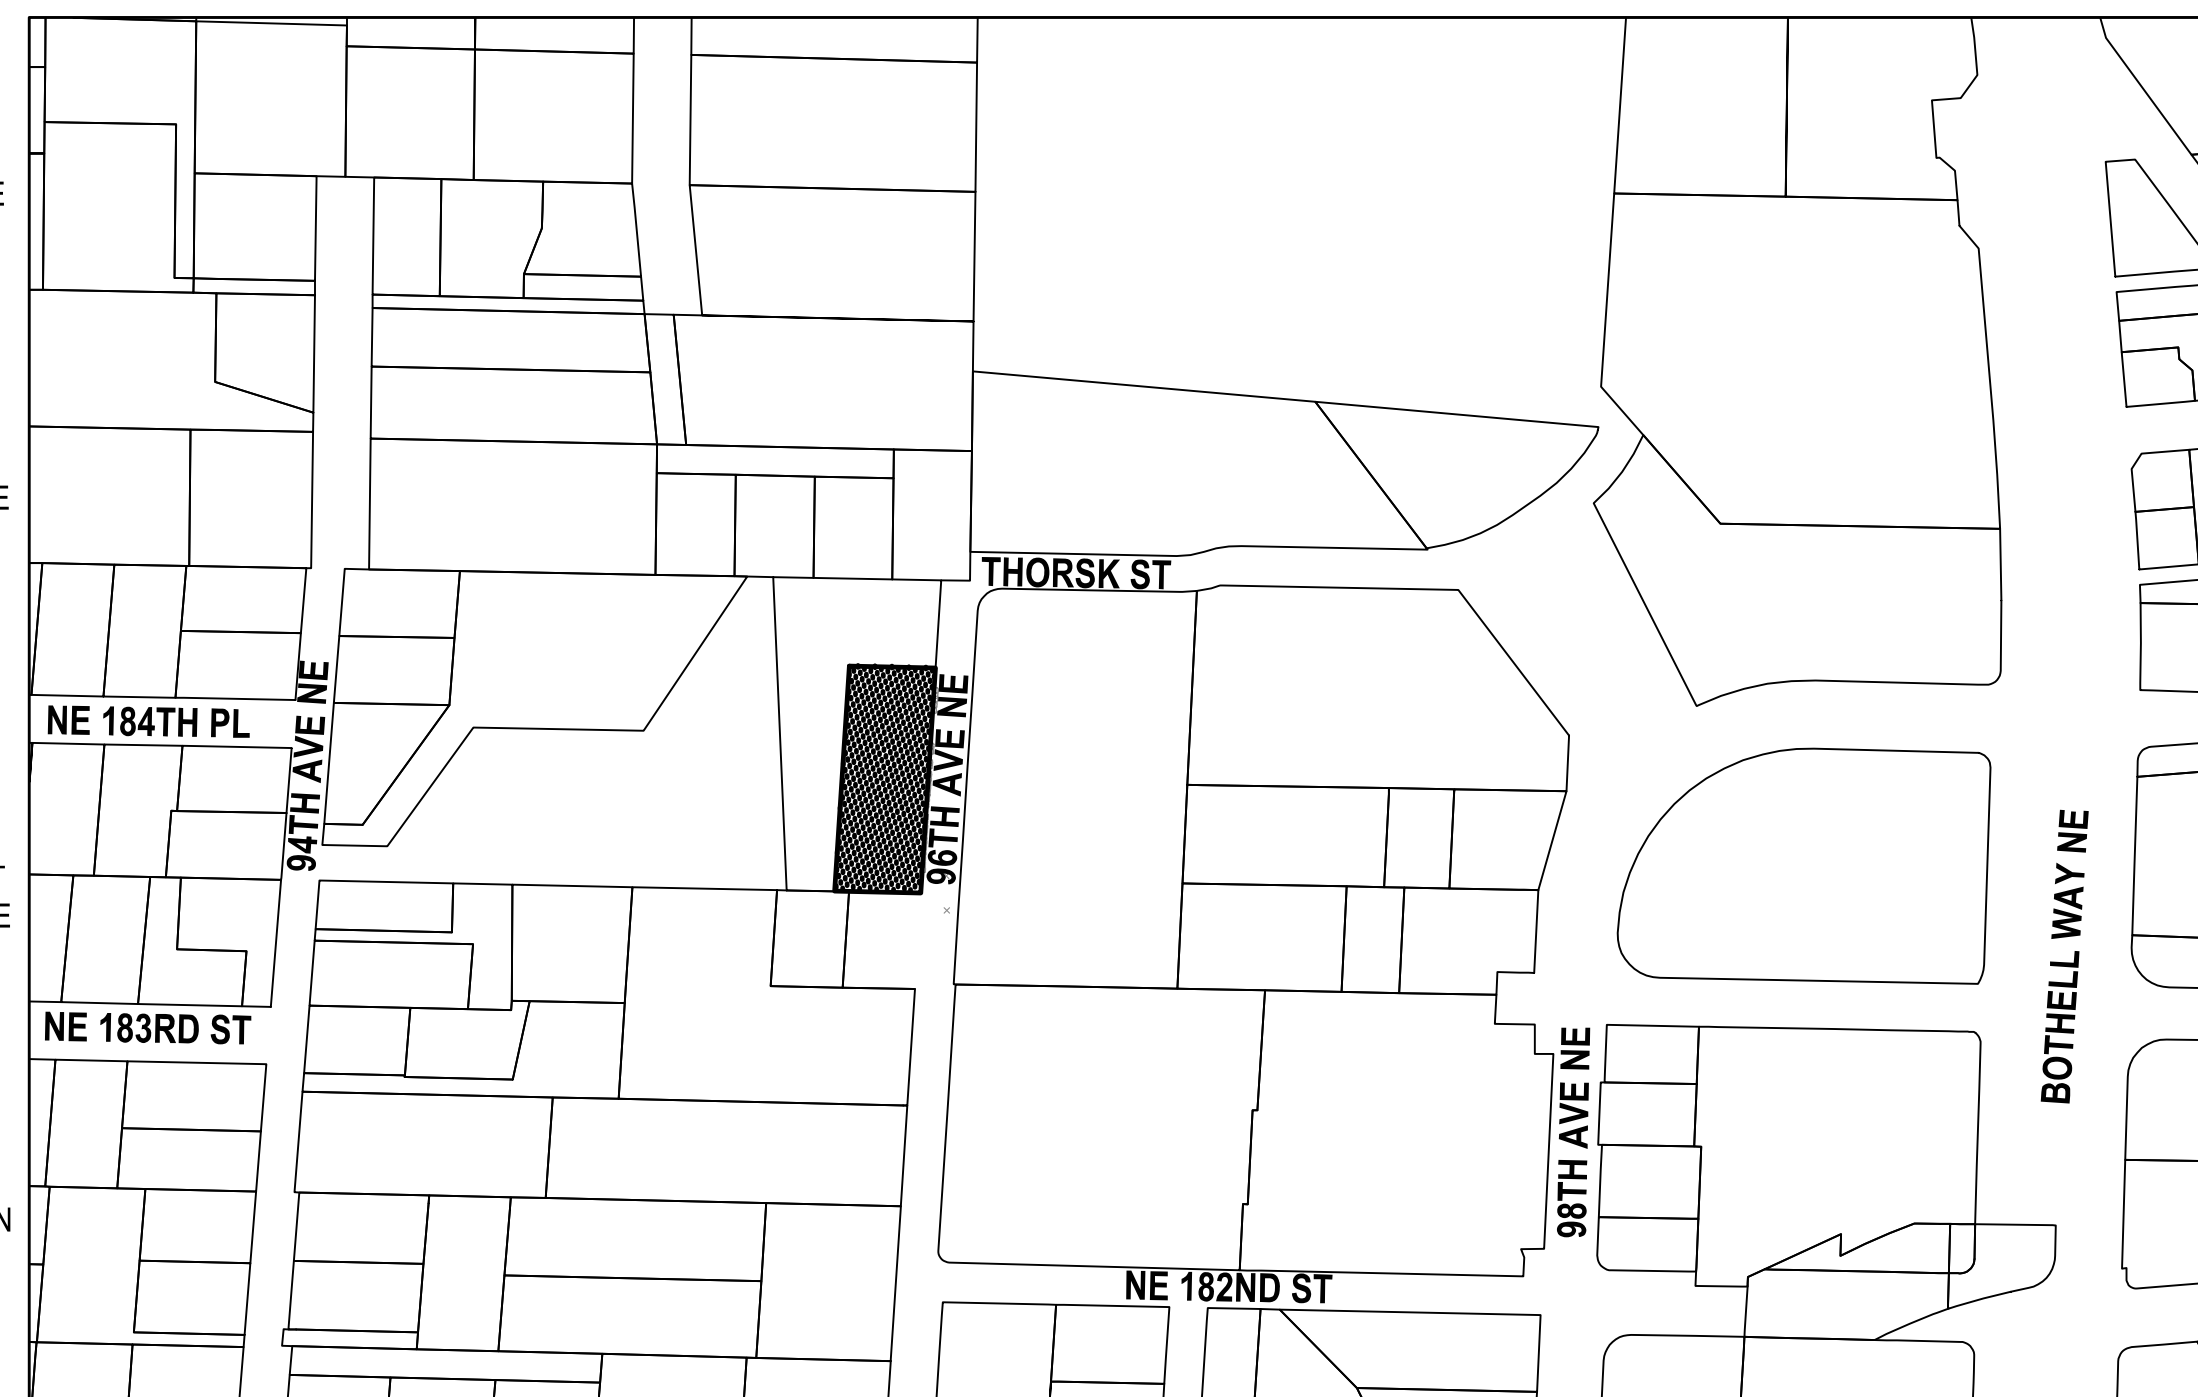 THORSK ST
NE 184TH PL
94TH AVE NE
96TH AVE NE
BOTHELL WAY NE
NE 183RD ST
98TH AVE NE
NE 182ND ST